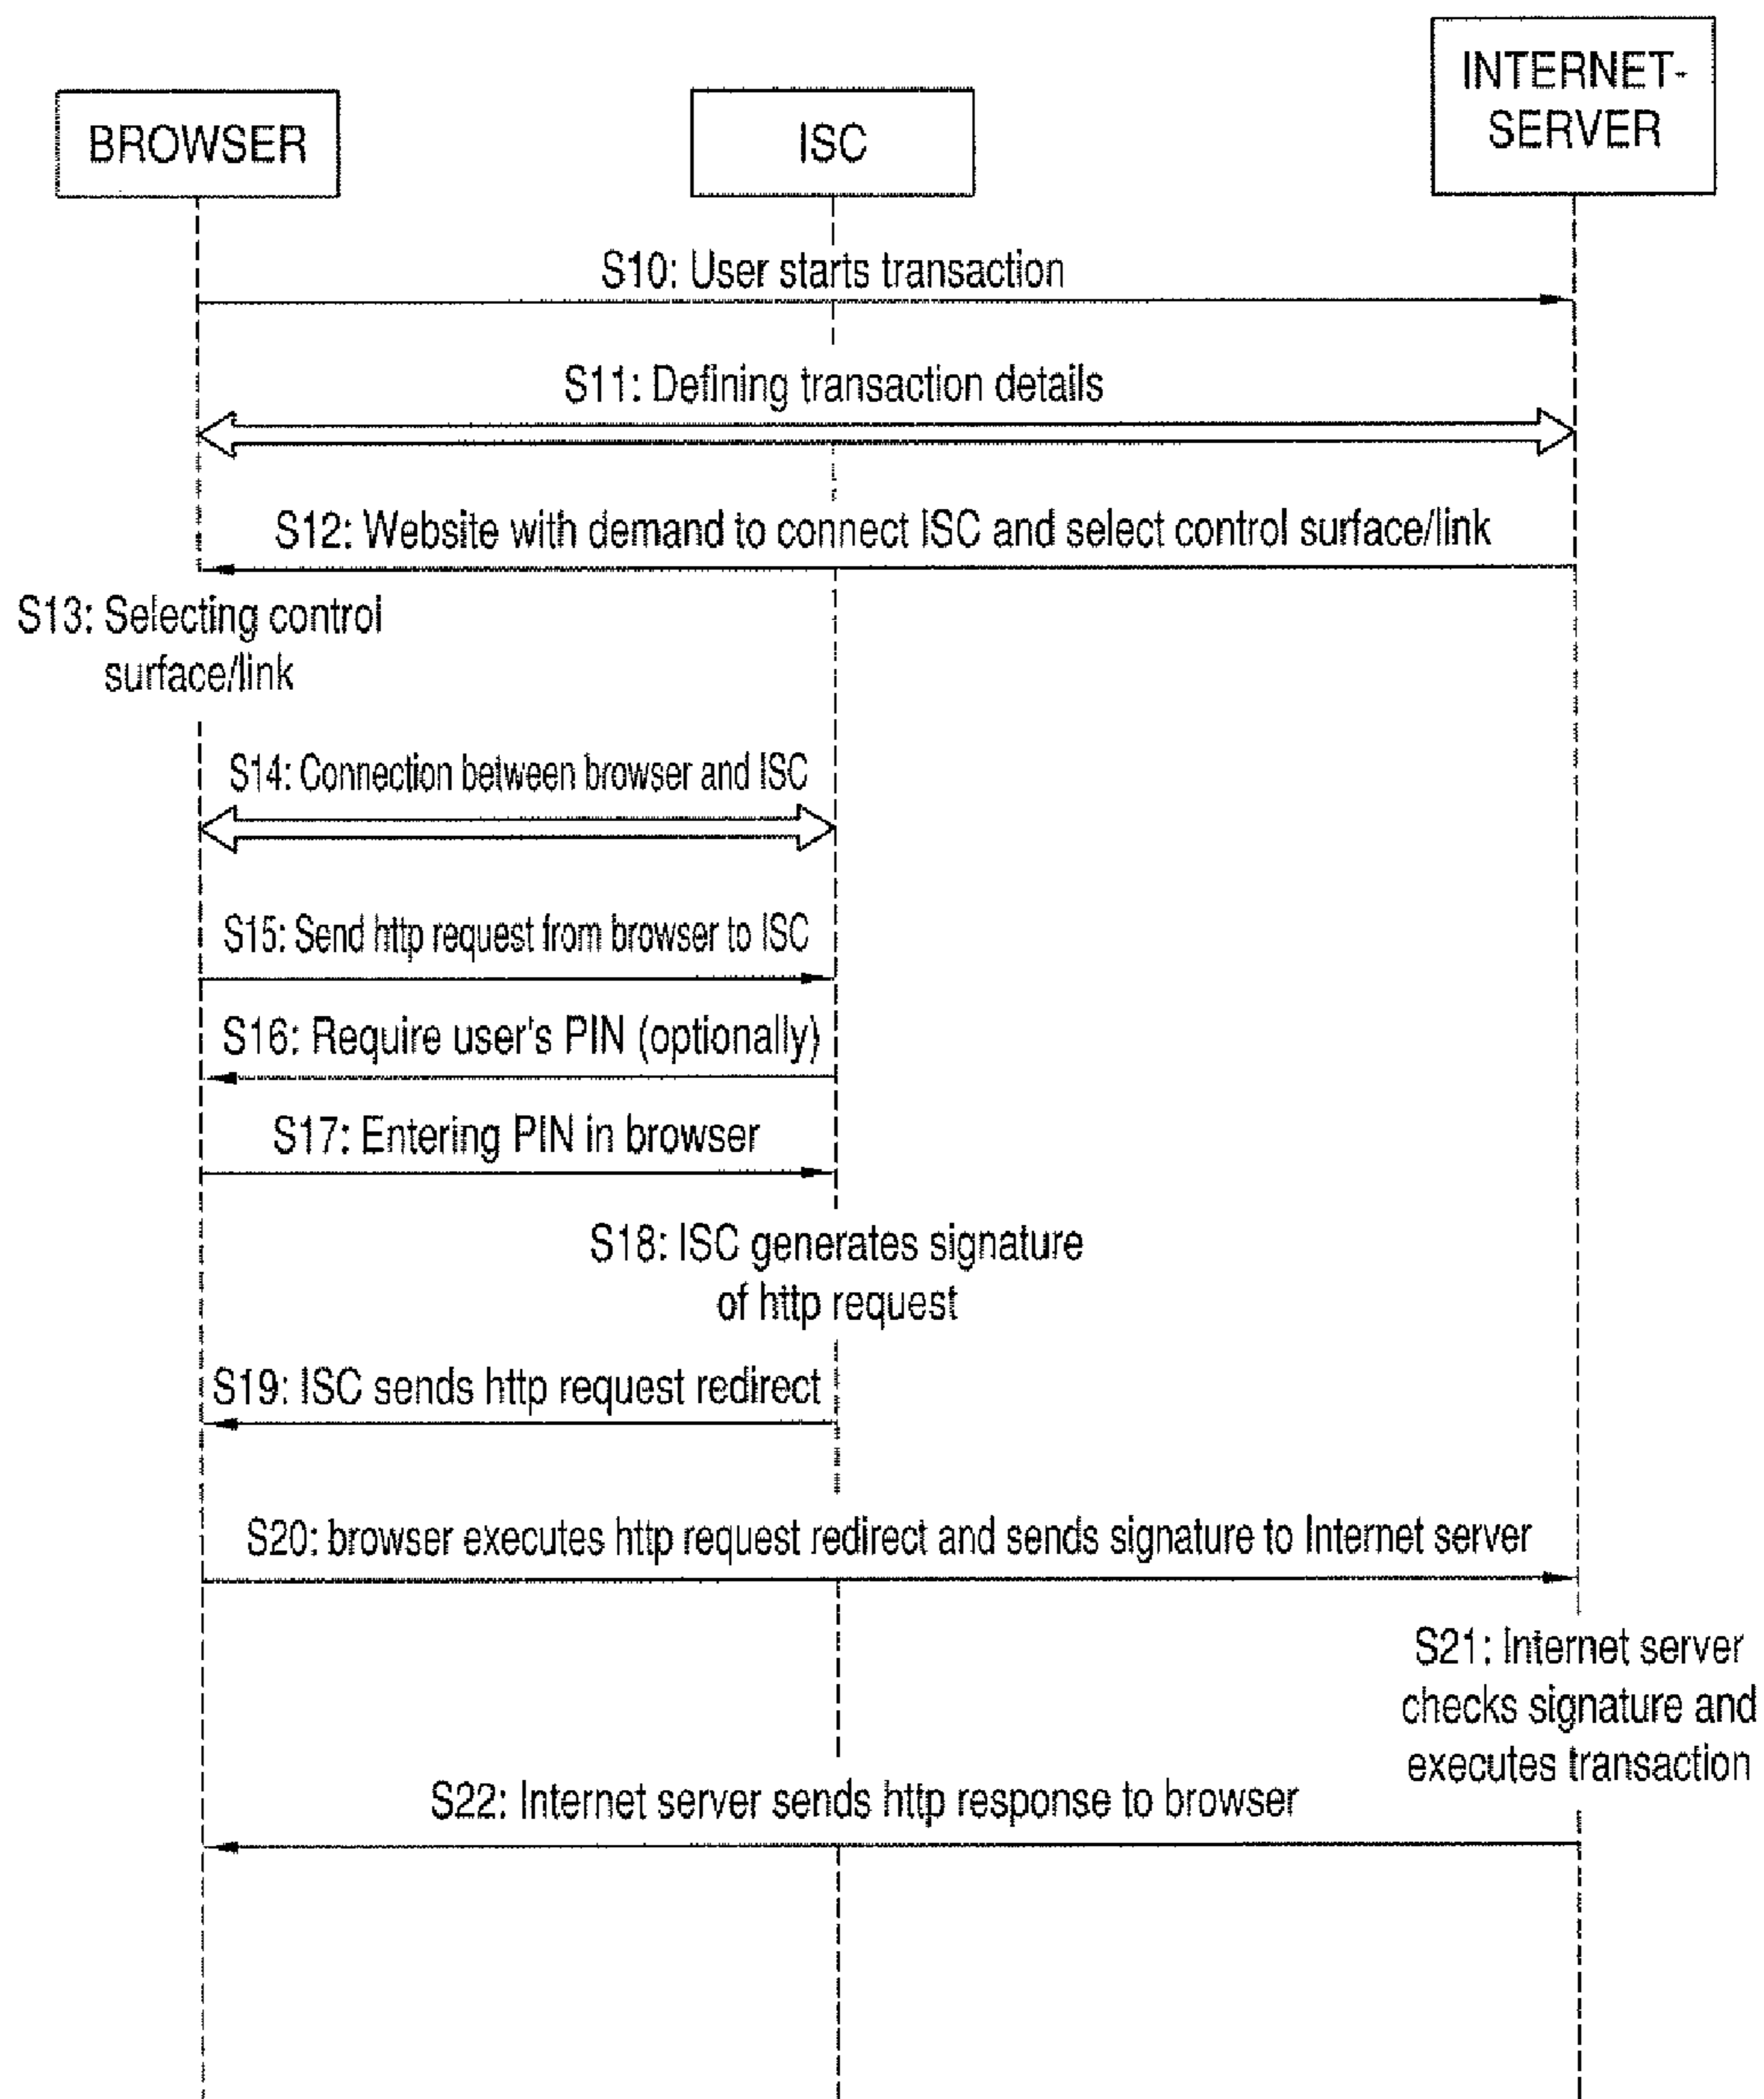 BROWSER
ISC
INTERNET-
SERVER
S10: User starts transaction
S11: Defining transaction details
S12: Website with demand to connect ISC and select control surface/link
S13: Selecting control
surface/link
S14: Connection between browser and ISC
S15: Send http request from browser to ISC
S16: Require user's PIN (optionally)
S17: Entering PIN in browser
S18: ISC generates signature
of http request
S19: ISC sends http request redirect
S20: browser executes http request redirect and sends signature to Internet server
S21: Internet server
checks signature and
executes transaction
S22: Internet server sends http response to browser